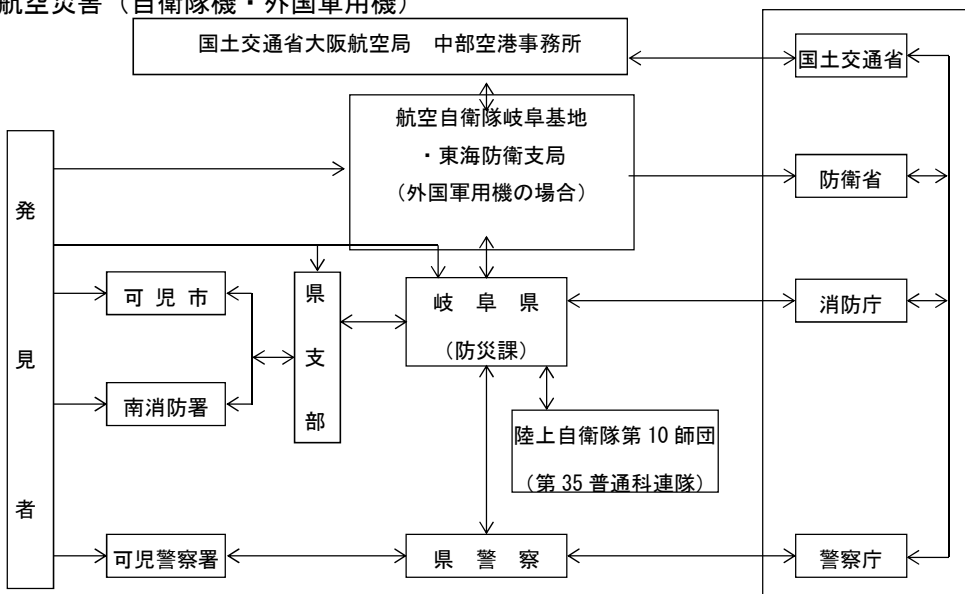 航空災害（自衛隊機・外国軍用機）
国土交通省大阪航空局　中部空港事務所
国土交通省
航空自衛隊岐阜基地
・東海防衛支局
（外国軍用機の場合）
防衛省
発見者
可児市
南消防署
県支部
岐阜県
（防災課）
消防庁
陸上自衛隊第10師団
（第35普通科連隊）
可児警察署
県警察
警察庁